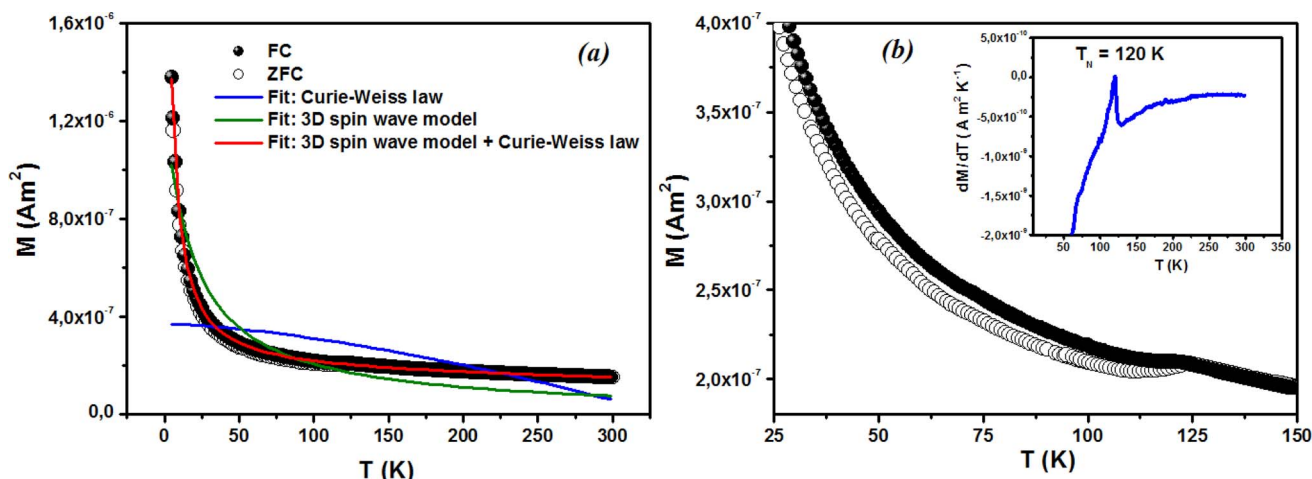 1,6x10⁻⁶
1,2x10⁻⁶
8,0x10⁻⁷
4,0x10⁻⁷
0,0
M (Am²)
FC
ZFC
Fit: Curie-Weiss law
Fit: 3D spin wave model
Fit: 3D spin wave model + Curie-Weiss law
(a)
0 50 100 150 200 250 300
T (K)
4,0x10⁻⁷
3,5x10⁻⁷
3,0x10⁻⁷
2,5x10⁻⁷
2,0x10⁻⁷
M (Am²)
(b)
25 50 75 100 125 150
T (K)
5,0x10⁻¹⁰
0,0
-5,0x10⁻¹⁰
-1,0x10⁻⁹
-1,5x10⁻⁹
-2,0x10⁻⁹
dM/dT (A m² K⁻¹)
T_N = 120 K
50 100 150 200 250 300 350
T (K)